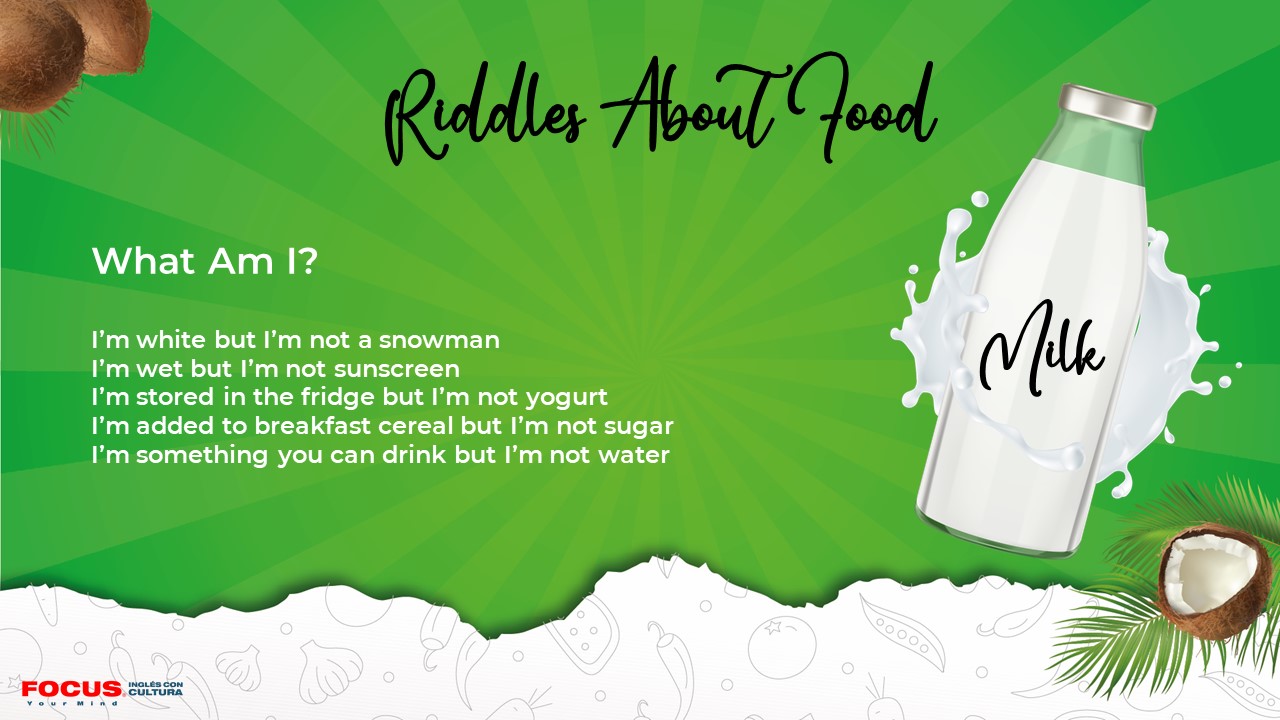 Riddles About Food
What Am I?
I’m white but I’m not a snowman
I’m wet but I’m not sunscreen
I’m stored in the fridge but I’m not yogurt
I’m added to breakfast cereal but I’m not sugar
I’m something you can drink but I’m not water
Milk
FOCUS INGLÉS CON
CULTURA
Your Mind